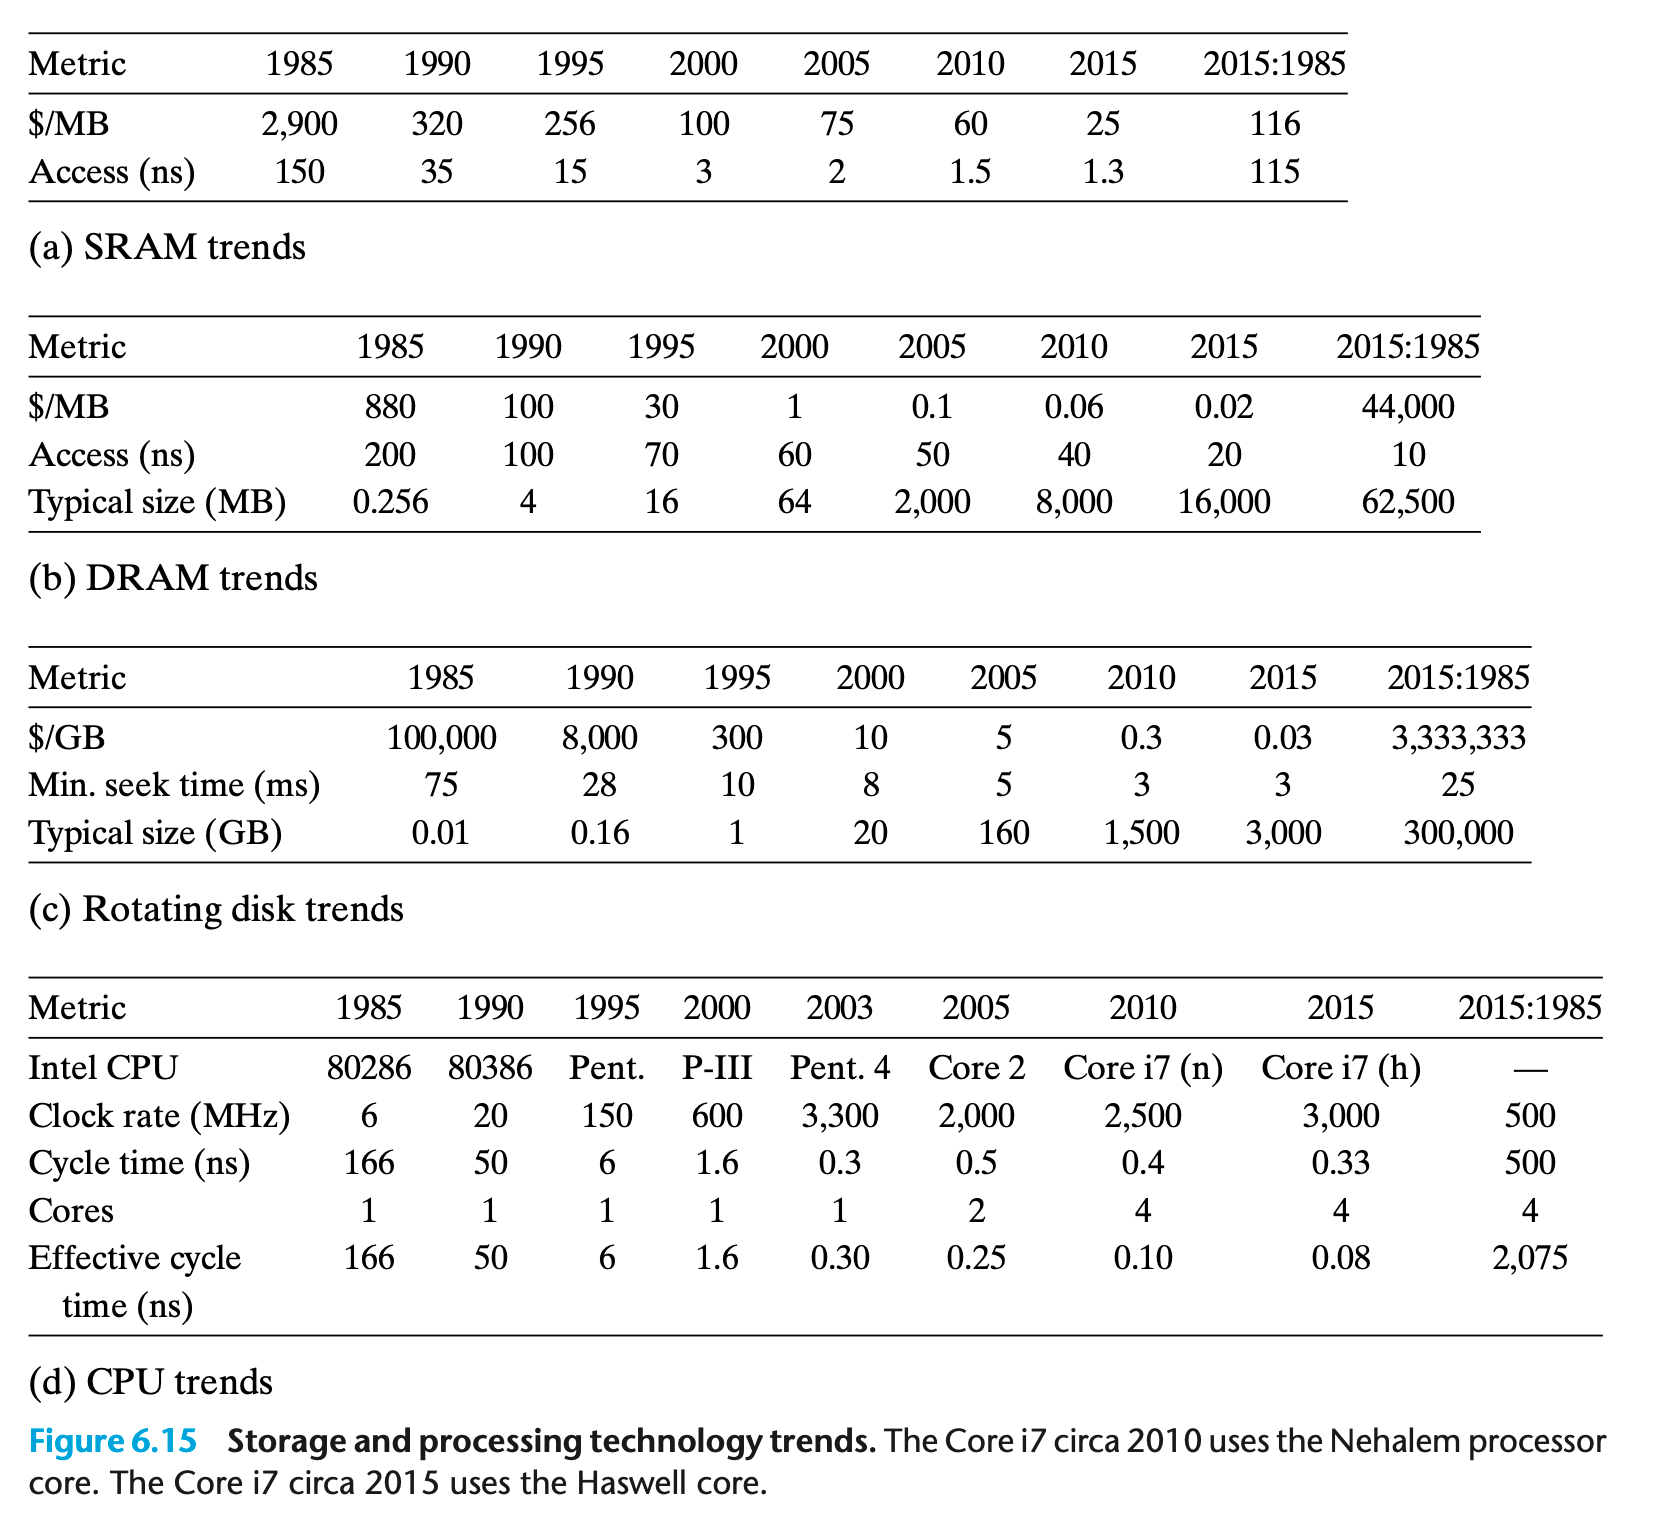 Metric 1985 1990 1995 2000 2005 2010 2015 2015:1985
$/MB 2,900 320 256 100 75 60 25 116
Access (ns) 150 35 15 3 2 1.5 1.3 115
(a) SRAM trends
Metric 1985 1990 1995 2000 2005 2010 2015 2015:1985
$/MB 880 100 30 1 0.1 0.06 0.02 44,000
Access (ns) 200 100 70 60 50 40 20 10
Typical size (MB) 0.256 4 16 64 2,000 8,000 16,000 62,500
(b) DRAM trends
Metric 1985 1990 1995 2000 2005 2010 2015 2015:1985
$/GB 100,000 8,000 300 10 5 0.3 0.03 3,333,333
Min. seek time (ms) 75 28 10 8 5 3 3 25
Typical size (GB) 0.01 0.16 1 20 160 1,500 3,000 300,000
(c) Rotating disk trends
Metric 1985 1990 1995 2000 2003 2005 2010 2015 2015:1985
Intel CPU 80286 80386 Pent. P-III Pent. 4 Core 2 Core i7 (n) Core i7 (h) —
Clock rate (MHz) 6 20 150 600 3,300 2,000 2,500 3,000 500
Cycle time (ns) 166 50 6 1.6 0.3 0.5 0.4 0.33 500
Cores 1 1 1 1 1 2 4 4 4
Effective cycle 166 50 6 1.6 0.30 0.25 0.10 0.08 2,075
time (ns)
(d) CPU trends
Figure 6.15 Storage and processing technology trends. The Core i7 circa 2010 uses the Nehalem processor
core. The Core i7 circa 2015 uses the Haswell core.